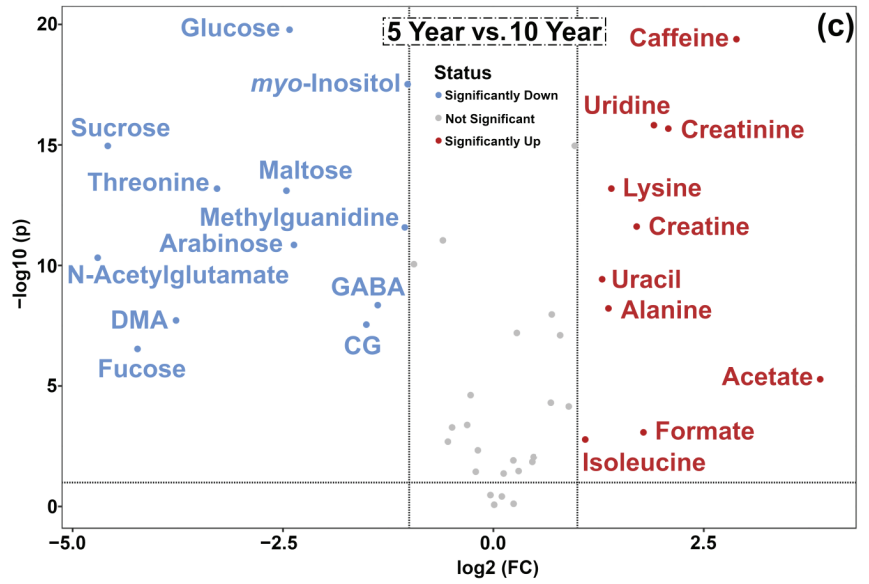 (c)
5 Year vs. 10 Year
Status
Significantly Down
Not Significant
Significantly Up
Glucose
Caffeine
myo-Inositol
Uridine
Sucrose
Creatinine
Maltose
Threonine
Lysine
Methylguanidine
Creatine
Arabinose
N-Acetylglutamate
Uracil
GABA
Alanine
DMA
CG
Fucose
Acetate
Formate
Isoleucine
−log10 (p)
20
15
10
5
0
−5.0
−2.5
0.0
2.5
log2 (FC)